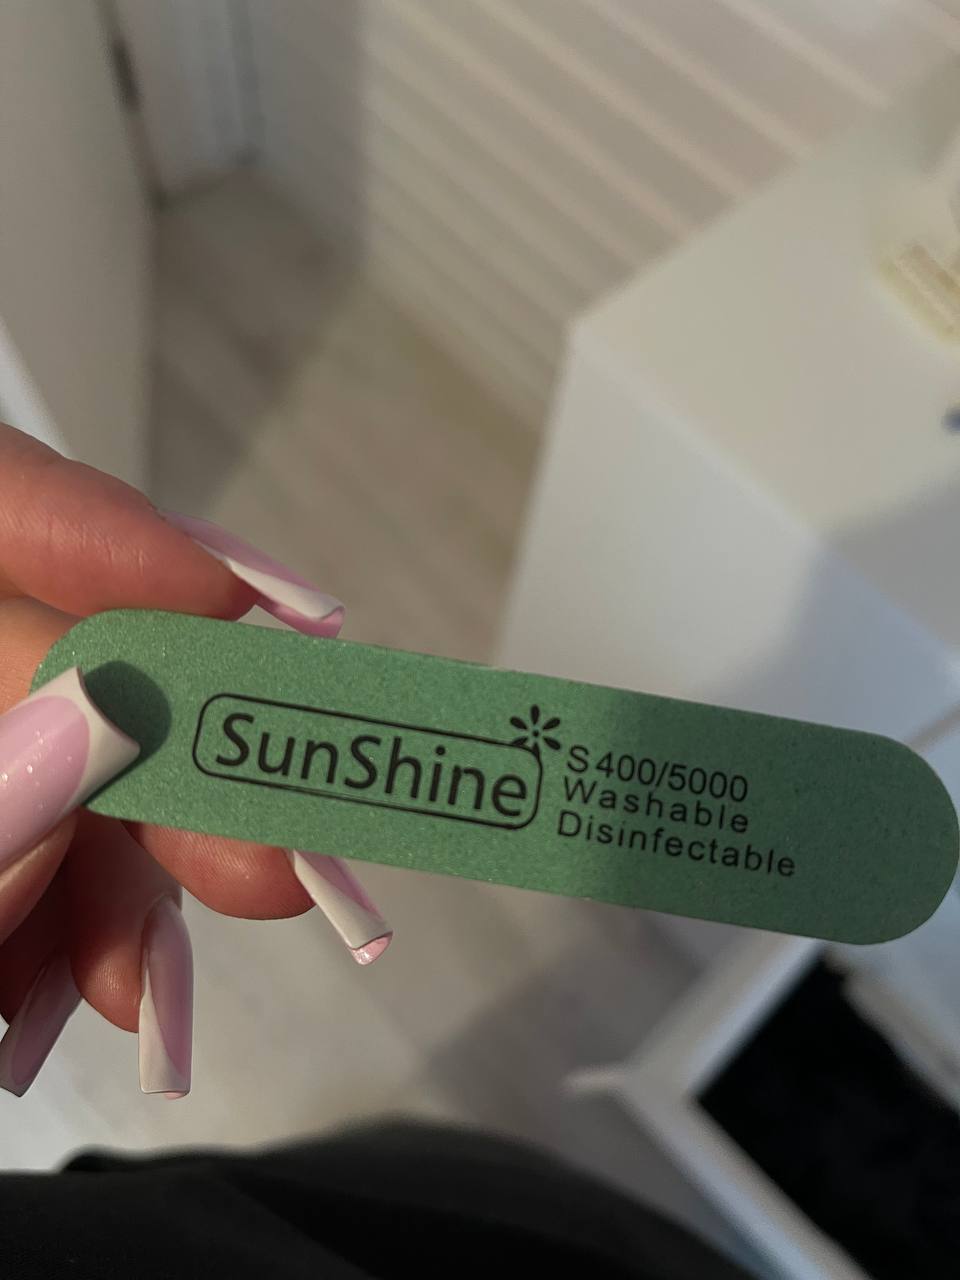 SunShine
S400/5000
Washable
Disinfectable